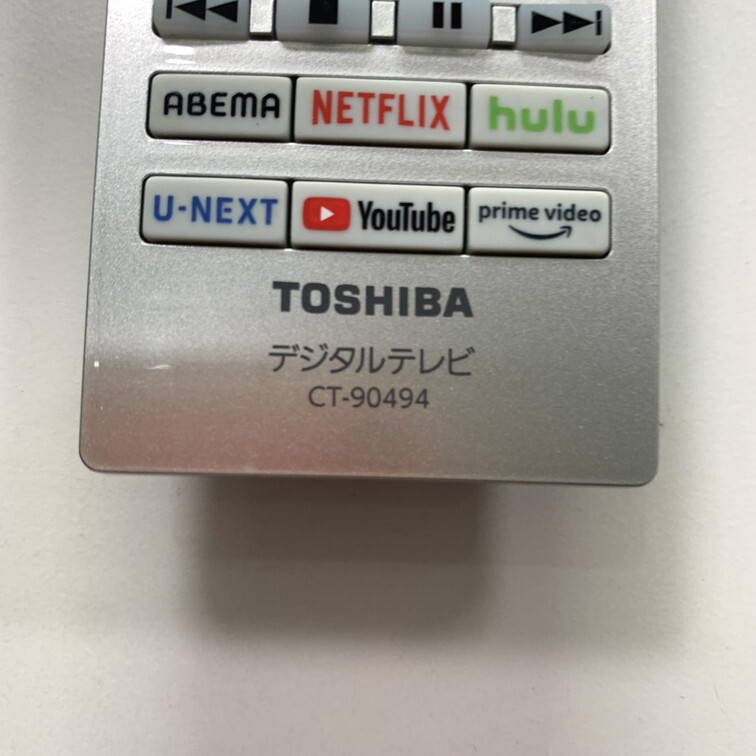 ABEMA NETFLIX hulu
U-NEXT YouTube prime video
TOSHIBA
デジタルテレビ
CT-90494